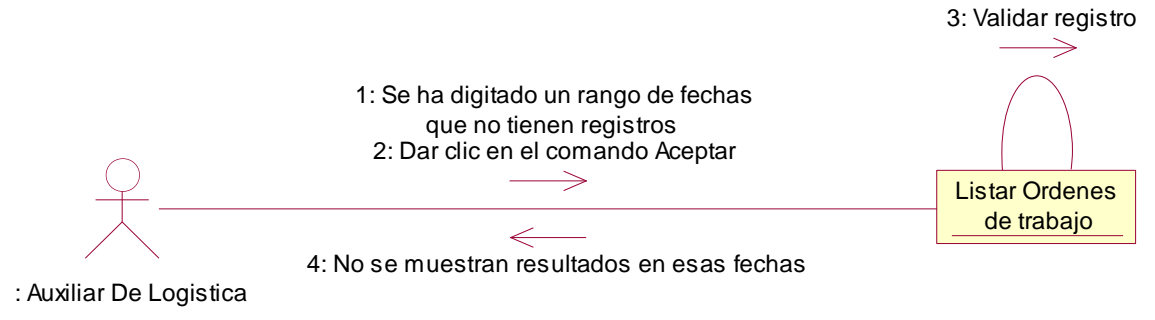 3: Validar registro
1: Se ha digitado un rango de fechas
que no tienen registros
2: Dar clic en el comando Aceptar
Listar Ordenes
de trabajo
4: No se muestran resultados en esas fechas
: Auxiliar De Logistica